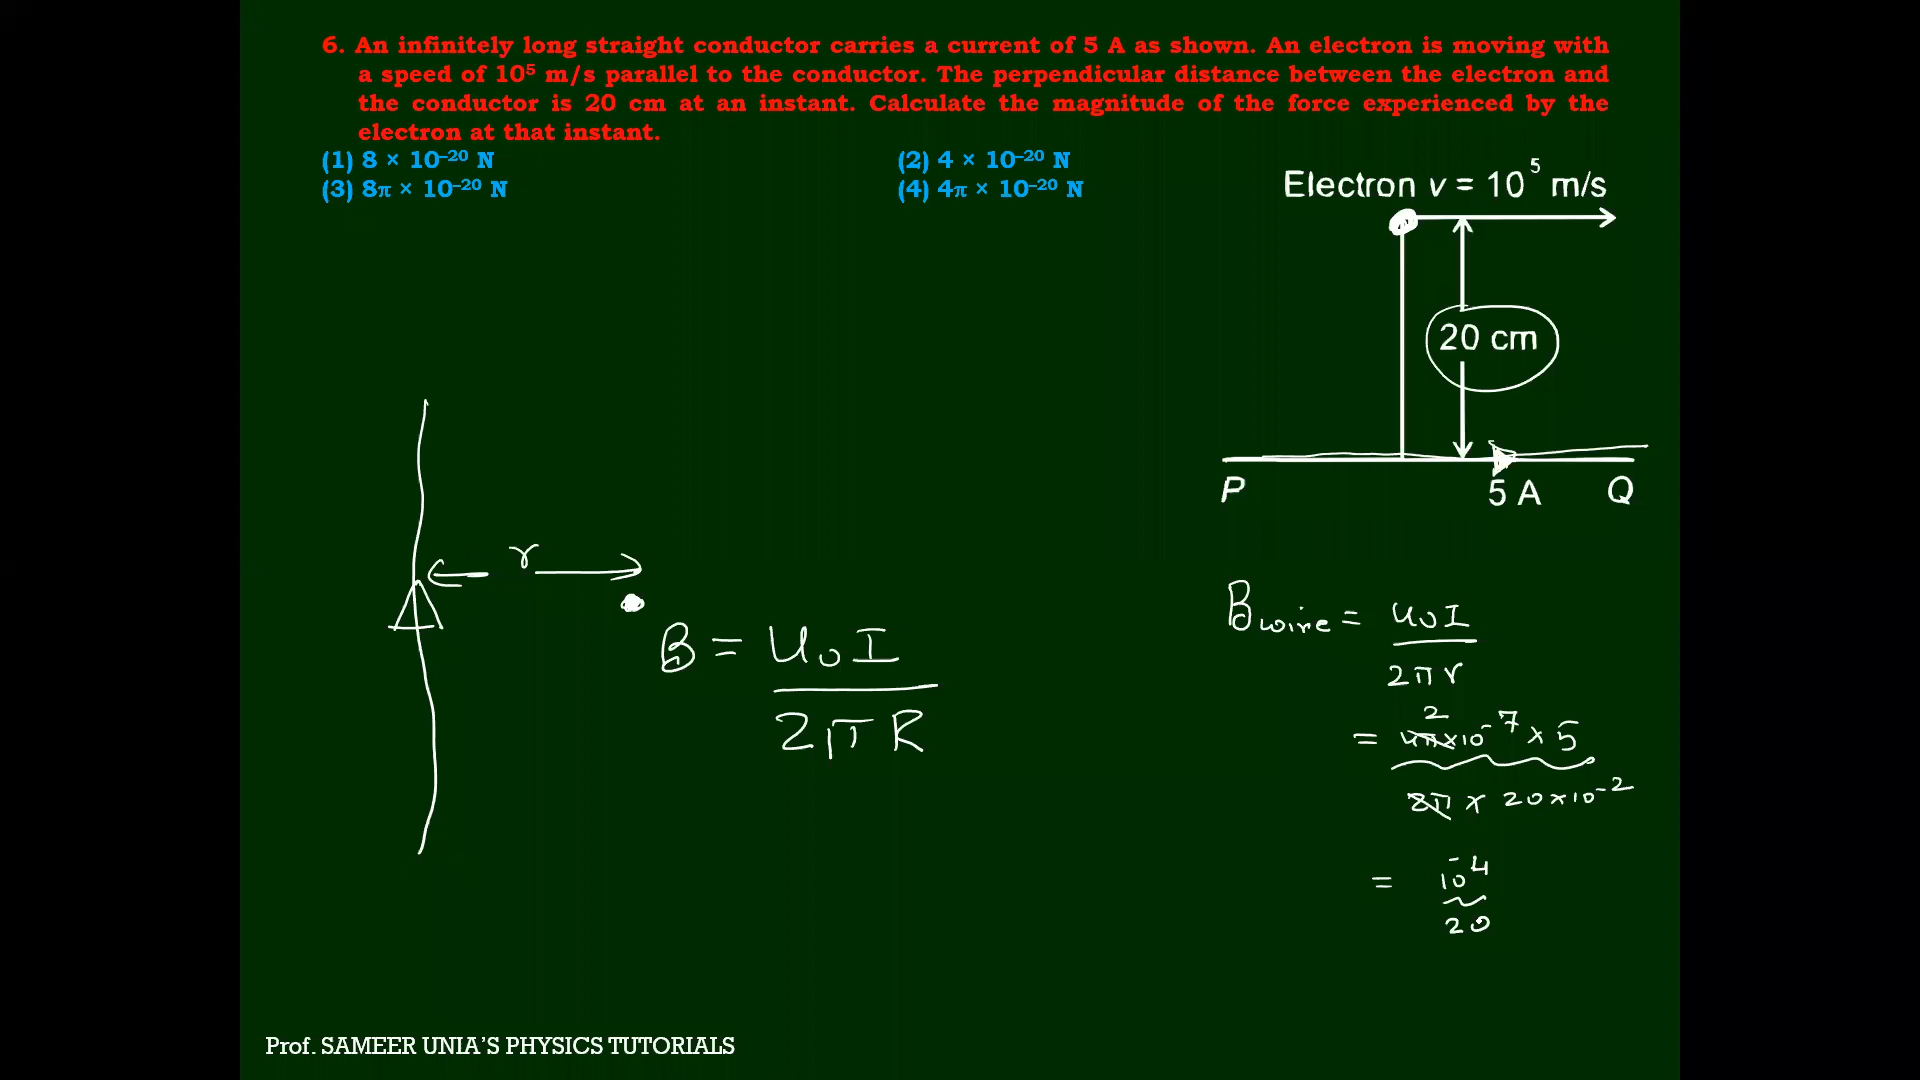 6. An infinitely long straight conductor carries a current of 5 A as shown. An electron is moving with
a speed of 10⁵ m/s parallel to the conductor. The perpendicular distance between the electron and
the conductor is 20 cm at an instant. Calculate the magnitude of the force experienced by the
electron at that instant.
(1) 8 × 10⁻²⁰ N
(2) 4 × 10⁻²⁰ N
(3) 8π × 10⁻²⁰ N
(4) 4π × 10⁻²⁰ N
Electron v = 10⁵ m/s
20 cm
P
5 A
Q
r
B = u₀I
2πR
B wire = u₀I
2πr
2
= 4π×10⁻⁷ × 5
2π × 20×10⁻²
= 10⁻⁴
20
Prof. SAMEER UNIA'S PHYSICS TUTORIALS